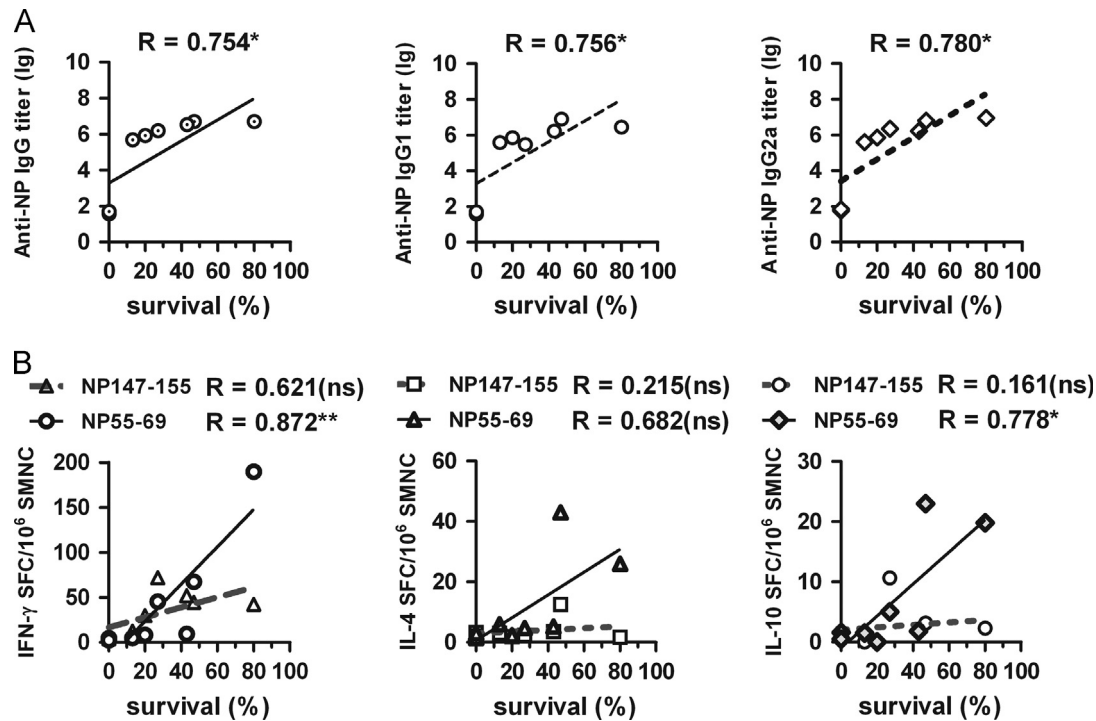 A
R = 0.754*
R = 0.756*
R = 0.780*
Anti-NP IgG titer (lg)
10
8
6
4
2
0
0 20 40 60 80 100
survival (%)
Anti-NP IgG1 titer (lg)
10
8
6
4
2
0
0 20 40 60 80 100
survival (%)
Anti-NP IgG2a titer (lg)
10
8
6
4
2
0
0 20 40 60 80 100
survival (%)
B
NP147-155 R = 0.621(ns)
NP55-69 R = 0.872**
IFN-γ SFC/10⁶ SMNC
200
150
100
50
0
0 20 40 60 80 100
survival (%)
NP147-155 R = 0.215(ns)
NP55-69 R = 0.682(ns)
IL-4 SFC/10⁶ SMNC
60
40
20
0
0 20 40 60 80 100
survival (%)
NP147-155 R = 0.161(ns)
NP55-69 R = 0.778*
IL-10 SFC/10⁶ SMNC
30
20
10
0
0 20 40 60 80 100
survival (%)